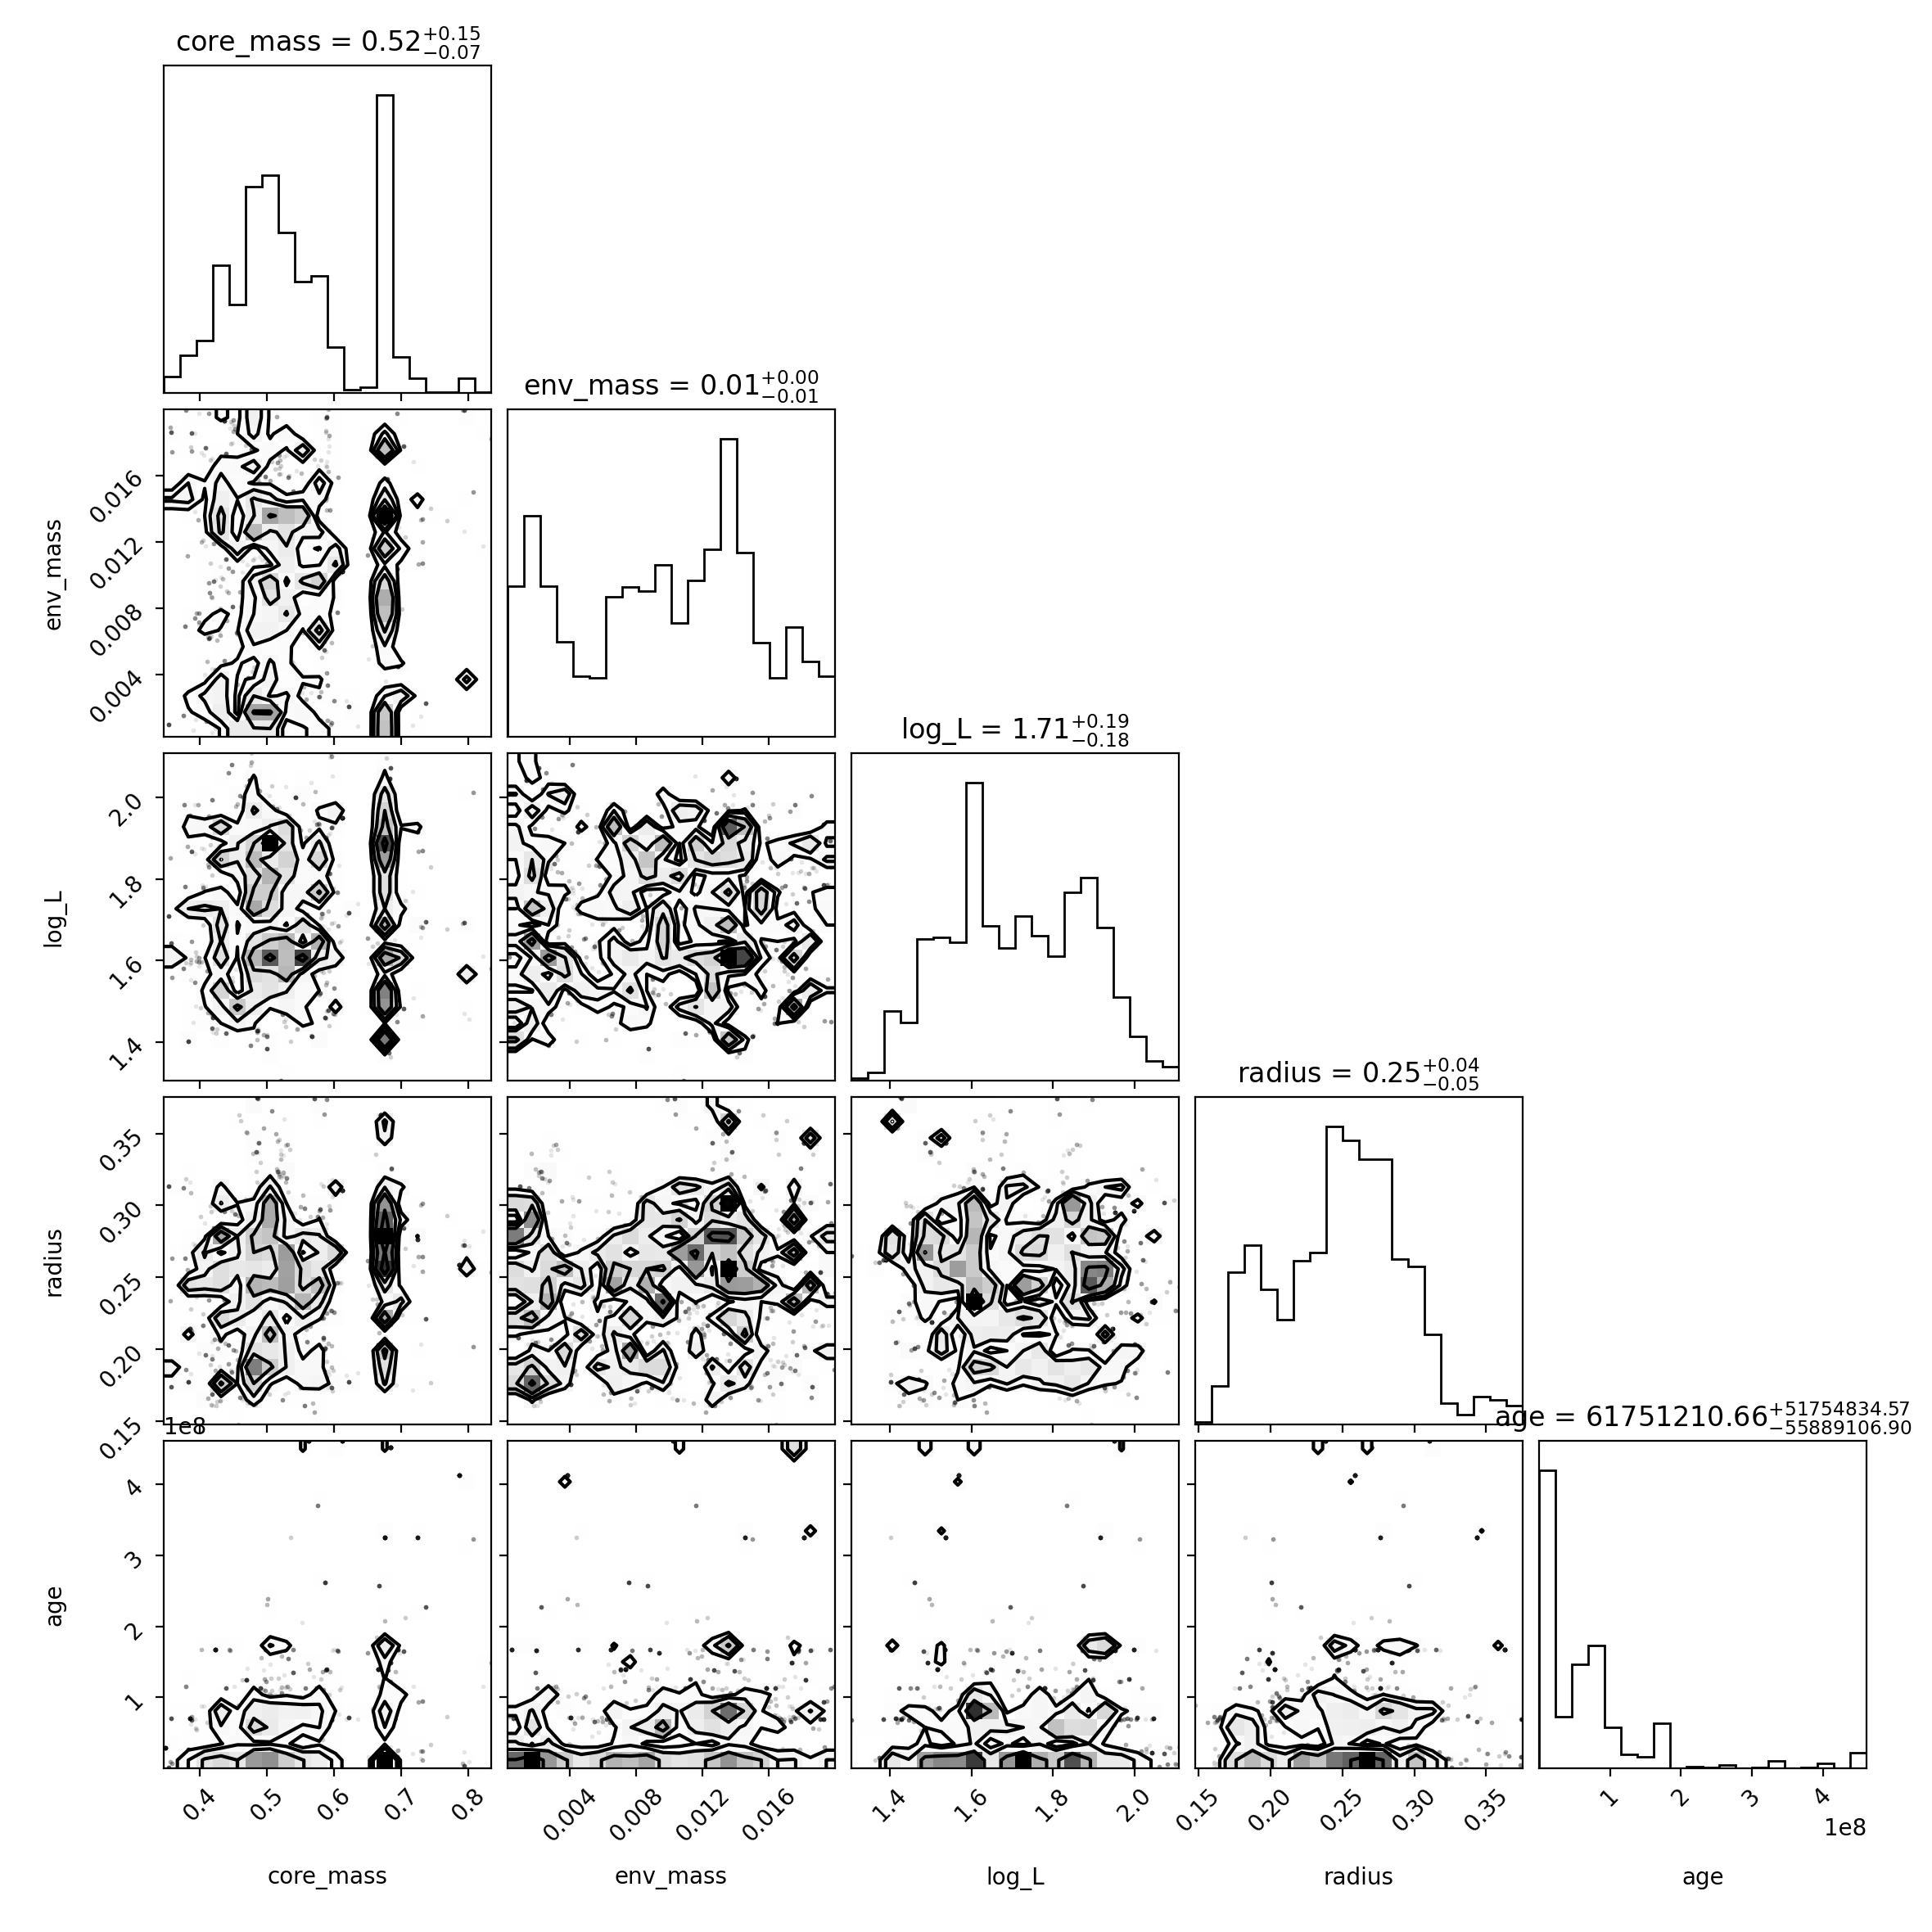 core_mass = 0.52+0.15−0.07
env_mass = 0.01+0.00−0.01
0.016
0.012
0.008
0.004
env_mass
log_L = 1.71+0.19−0.18
2.0
1.8
1.6
1.4
log_L
radius = 0.25+0.04−0.05
0.35
0.30
0.25
0.20
0.15
radius
1e8
age = 61751210.66+51754834.57−55889106.90
4
3
2
1
age
0.4 0.5 0.6 0.7 0.8
0.004 0.008 0.012 0.016
1.4 1.6 1.8 2.0
0.15 0.20 0.25 0.30 0.35
1 2 3 4
1e8
core_mass env_mass log_L radius age